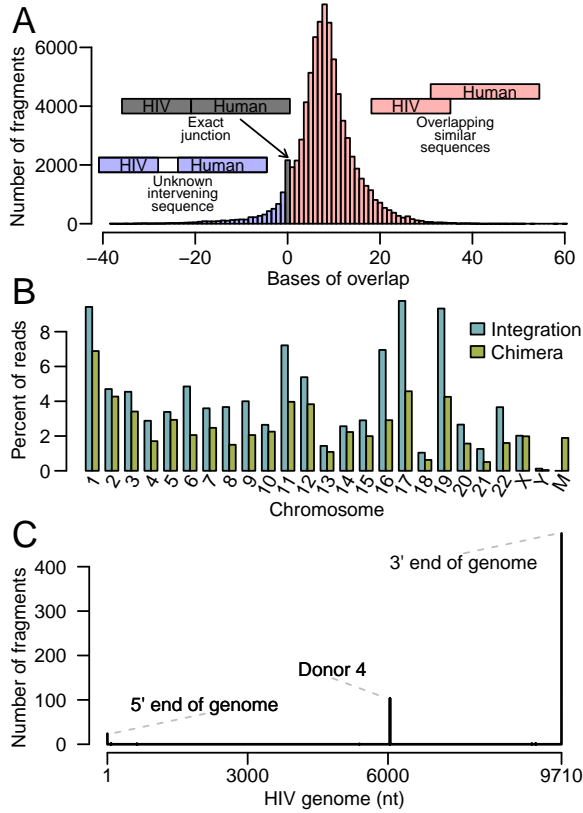 A
Number of fragments
6000
4000
2000
0
HIV Human
Exact
junction
HIV Human
Unknown
intervening
sequence
Human
HIV
Overlapping
similar
sequences
−40 −20 0 20 40 60
Bases of overlap
B
Percent of reads
8
6
4
2
0
Integration
Chimera
1 2 3 4 5 6 7 8 9 10 11 12 13 14 15 16 17 18 19 20 21 22 X Y M
Chromosome
C
Number of fragments
400
300
200
100
0
3' end of genome
Donor 4
5' end of genome
1 3000 6000 9710
HIV genome (nt)